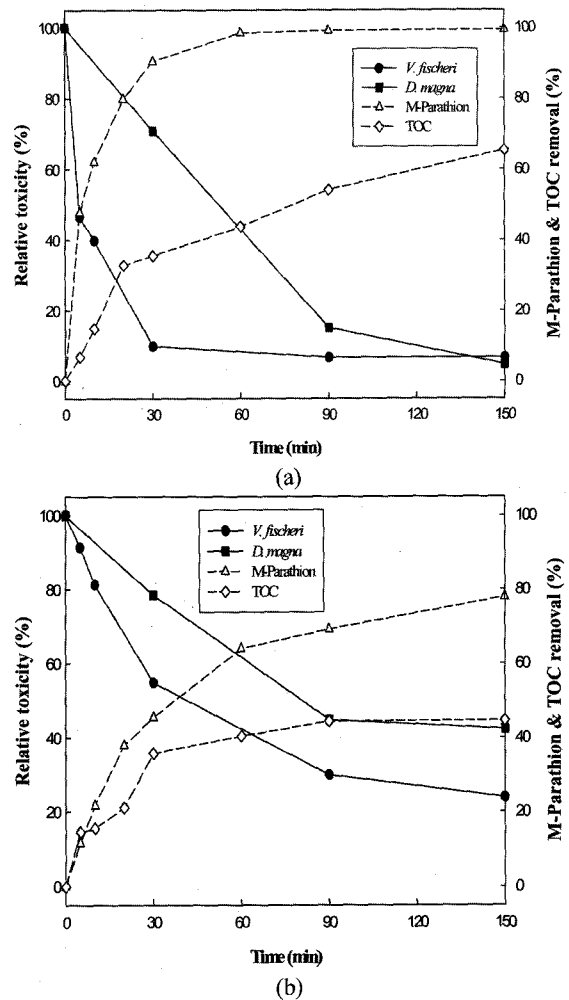 100
80
60
40
20
0
Relative toxicity (%)
V. fischeri
D. magna
M-Parathion
TOC
100
80
60
40
20
0
M-Parathion & TOC removal (%)
0 30 60 90 120 150
Time (min)
(a)
100
80
60
40
20
0
Relative toxicity (%)
V. fischeri
D. magna
M-Parathion
TOC
100
80
60
40
20
0
M-Parathion & TOC removal (%)
0 30 60 90 120 150
Time (min)
(b)